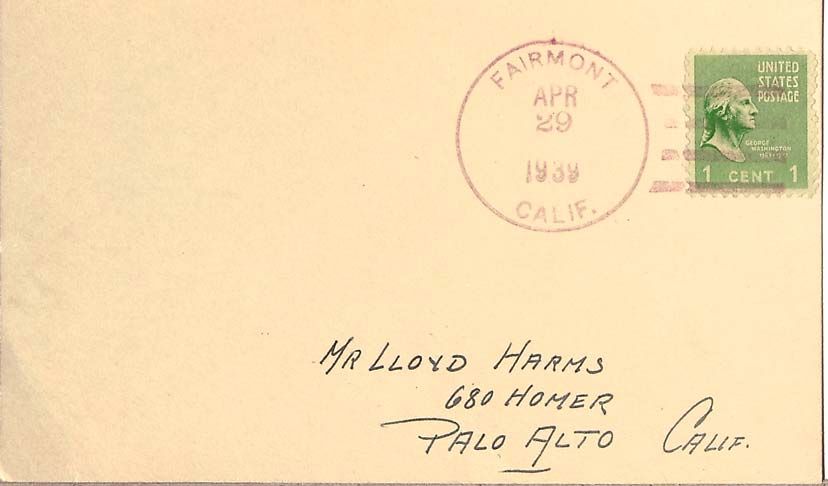 FAIRMONT
APR
29
1939
CALIF.
UNITED
STATES
POSTAGE
GEORGE
WASHINGTON
1 CENT 1
MR LLOYD HARMS
680 HOMER
PALO ALTO CALIF.